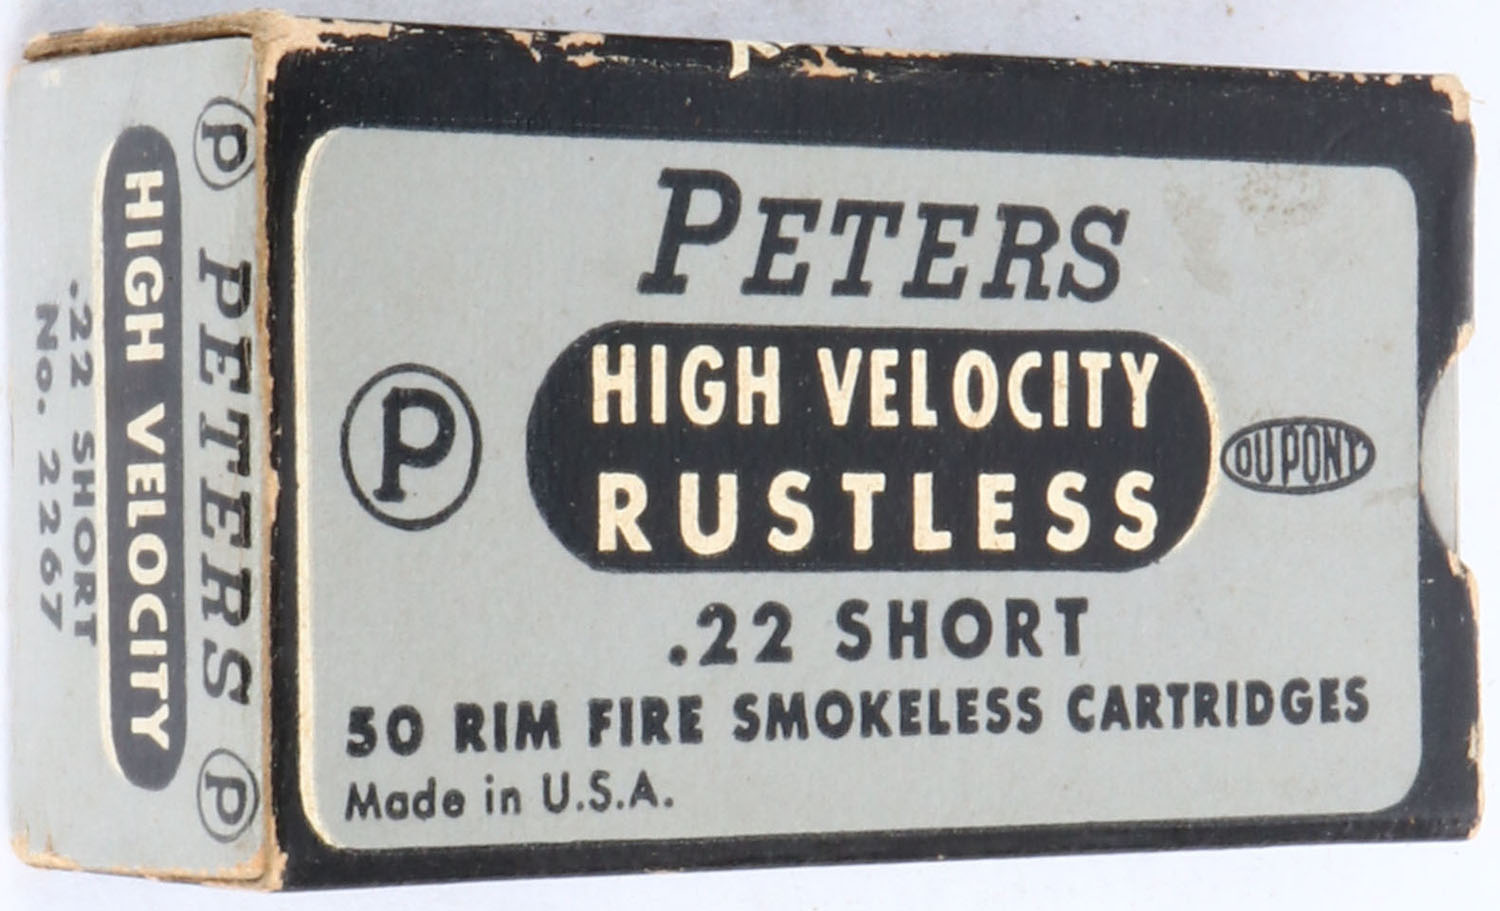 PETERS
HIGH VELOCITY
RUSTLESS
P
DU PONT
.22 SHORT
50 RIM FIRE SMOKELESS CARTRIDGES
Made in U.S.A.
P PETERS P
HIGH VELOCITY
.22 SHORT
No. 2267